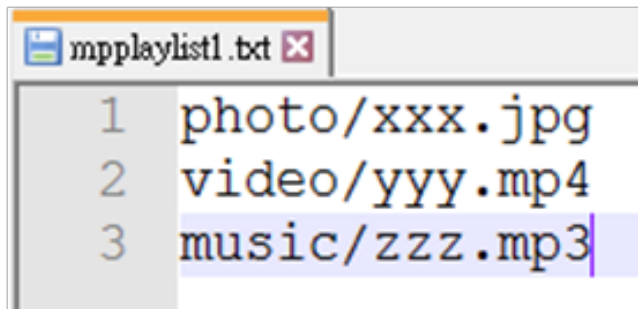 mpplaylist1.txt
1 photo/xxx.jpg
2 video/yyy.mp4
3 music/zzz.mp3